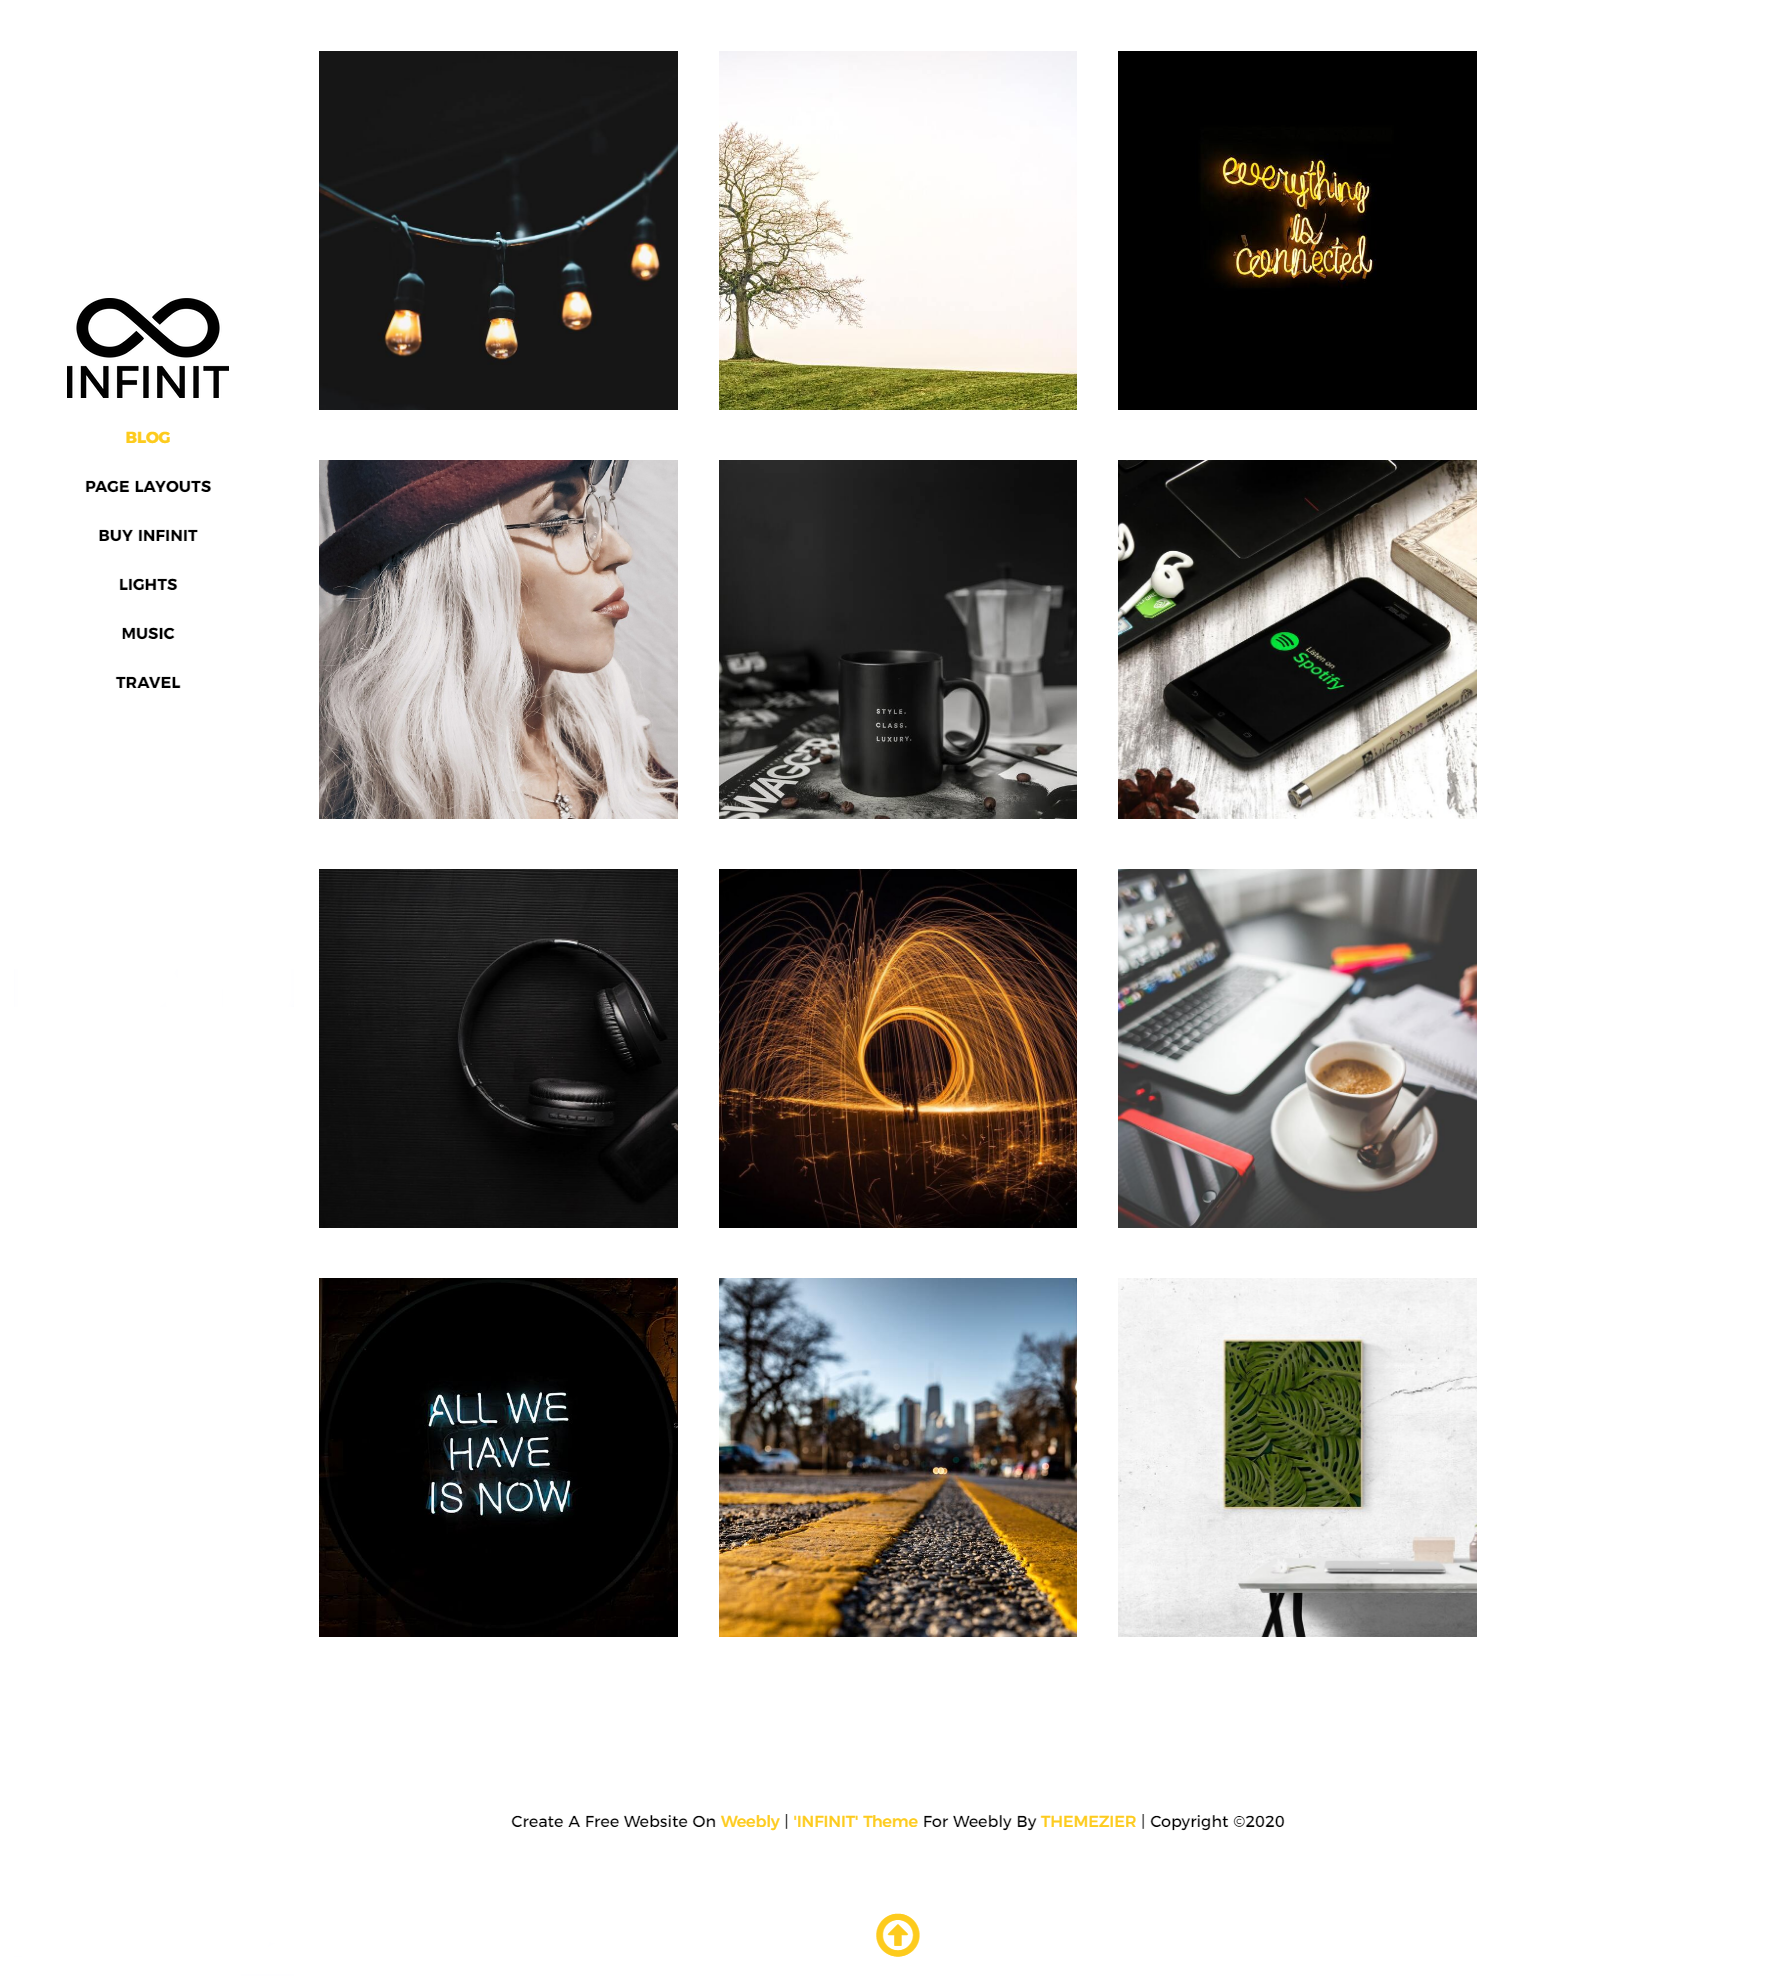 INFINIT
BLOG
PAGE LAYOUTS
BUY INFINIT
LIGHTS
MUSIC
TRAVEL
everything
is
connected
STYLE.
CLASS.
LUXURY.
SWAGGER
Listen on
Spotify
ALL WE
HAVE
IS NOW
Create A Free Website On Weebly | 'INFINIT' Theme For Weebly By THEMEZIER | Copyright ©2020